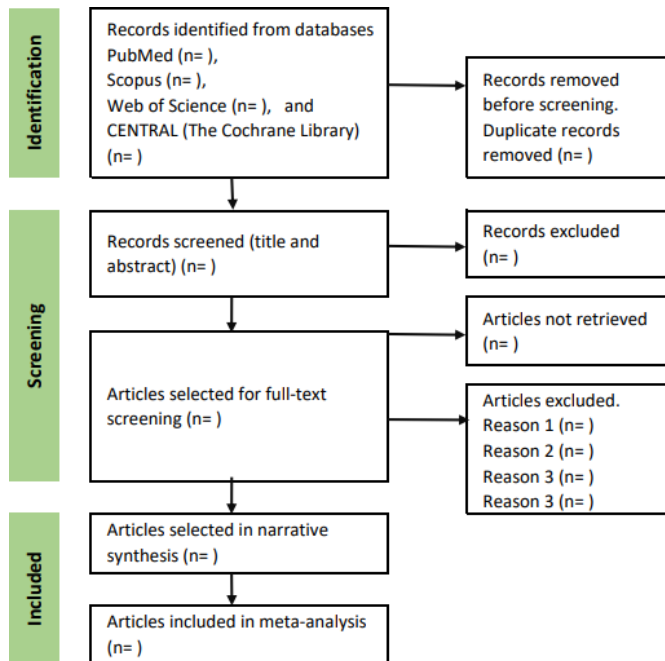 Identification
Records identified from databases
PubMed (n= ),
Scopus (n= ),
Web of Science (n= ),   and
CENTRAL (The Cochrane Library)
(n= )
Records removed
before screening.
Duplicate records
removed (n= )
Screening
Records screened (title and
abstract) (n= )
Records excluded
(n= )
Articles not retrieved
(n= )
Articles selected for full-text
screening (n= )
Articles excluded.
Reason 1 (n= )
Reason 2 (n= )
Reason 3 (n= )
Reason 3 (n= )
Included
Articles selected in narrative
synthesis (n= )
Articles included in meta-analysis
(n= )